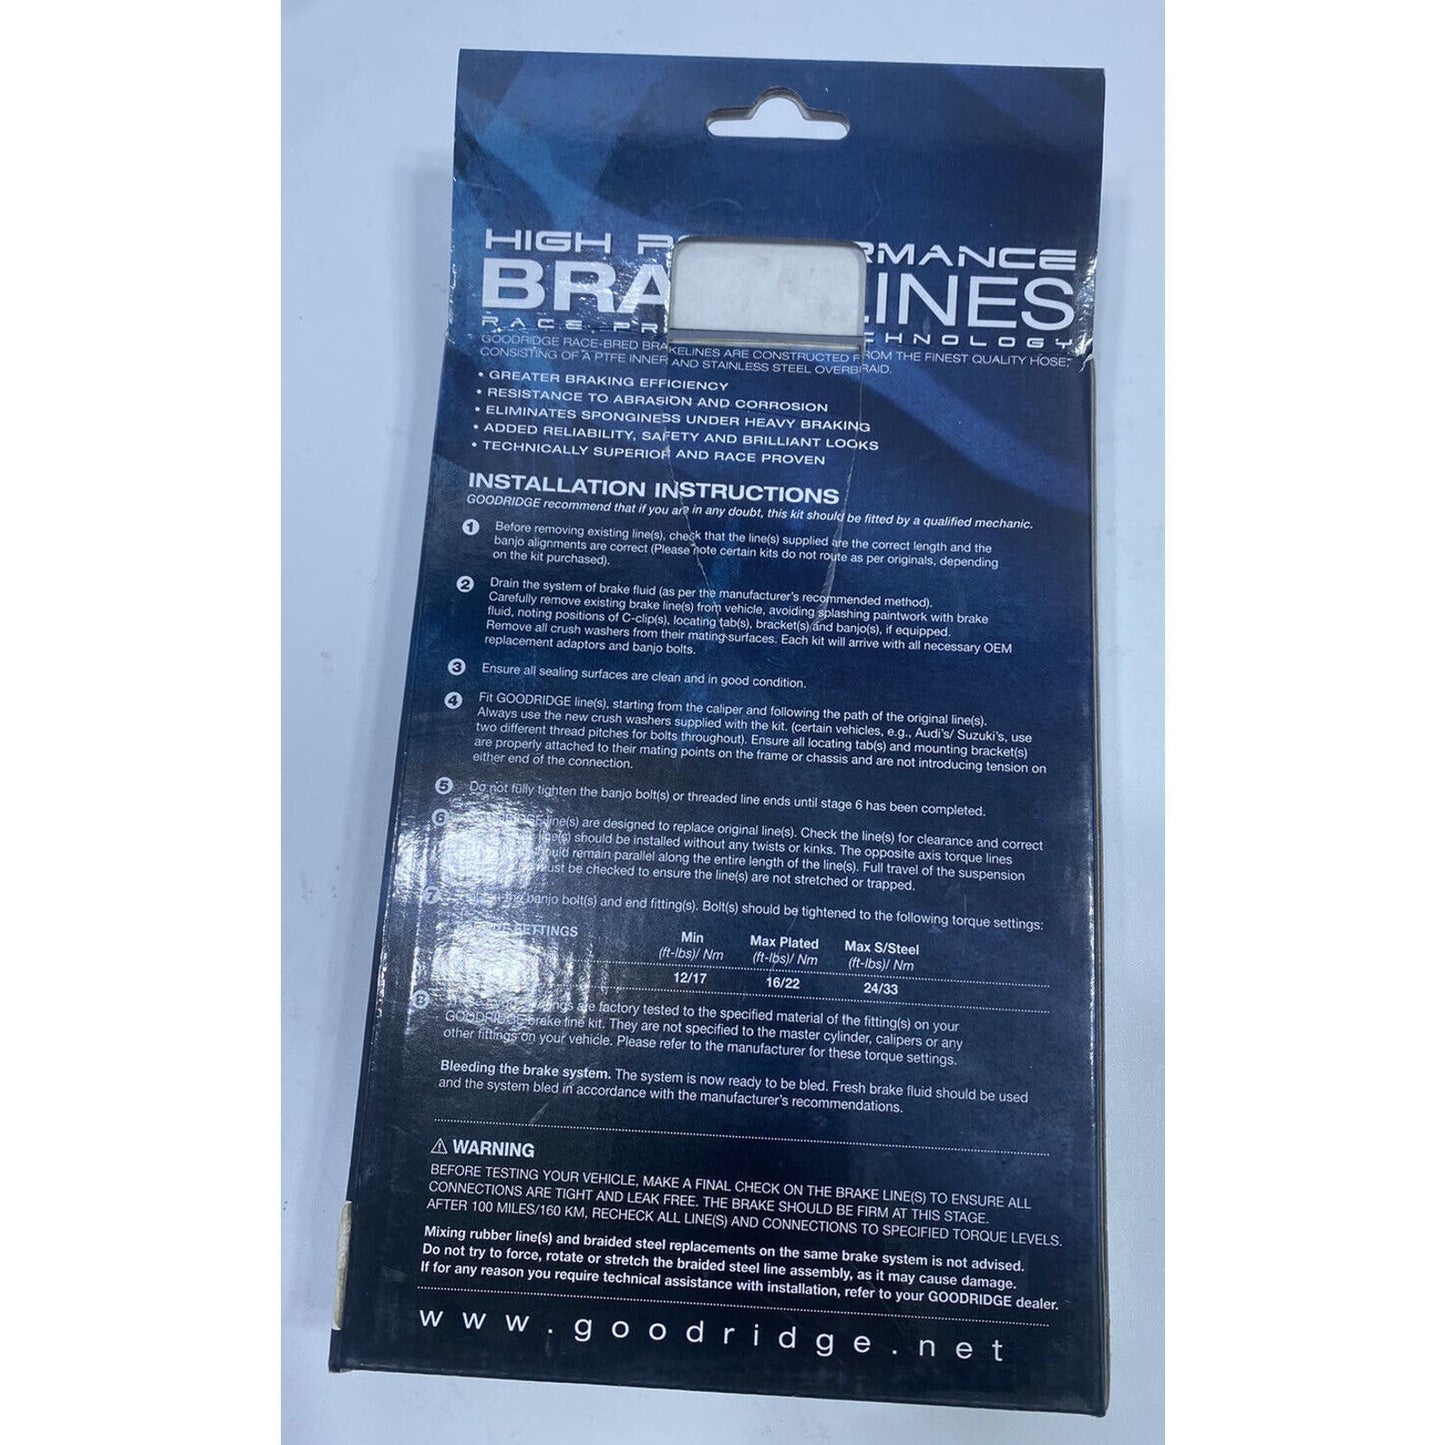 HIGH
BRA INES
RACE
GOODRIDGE RACE-BRED BRAKELINES ARE CONSTRUCTED FROM THE FINEST QUALITY HOSE,
CONSISTING OF A PTFE INNER AND STAINLESS STEEL OVERBRAID.
• GREATER BRAKING EFFICIENCY
• RESISTANCE TO ABRASION AND CORROSION
• ELIMINATES SPONGINESS UNDER HEAVY BRAKING
• ADDED RELIABILITY, SAFETY AND BRILLIANT LOOKS
• TECHNICALLY SUPERIOR AND RACE PROVEN
INSTALLATION INSTRUCTIONS
GOODRIDGE recommend that if you are in any doubt, this kit should be fitted by a qualified mechanic.
1 Before removing existing line(s), check that the line(s) supplied are the correct length and the
banjo alignments are correct (Please note certain kits do not route as per originals, depending
on the kit purchased).
2 Drain the system of brake fluid (as per the manufacturer's recommended method).
Carefully remove existing brake line(s) from vehicle, avoiding splashing paintwork with brake
fluid, noting positions of C-clip(s), locating tab(s), bracket(s) and banjo(s), if equipped.
Remove all crush washers from their mating surfaces. Each kit will arrive with all necessary OEM
replacement adaptors and banjo bolts.
3 Ensure all sealing surfaces are clean and in good condition.
4 Fit GOODRIDGE line(s), starting from the caliper and following the path of the original line(s).
Always use the new crush washers supplied with the kit. (certain vehicles, e.g., Audi's/ Suzuki's, use
two different thread pitches for bolts throughout). Ensure all locating tab(s) and mounting bracket(s)
are properly attached to their mating points on the frame or chassis and are not introducing tension on
either end of the connection.
5 Do not fully tighten the banjo bolt(s) or threaded line ends until stage 6 has been completed.
6 line(s) are designed to replace original line(s). Check the line(s) for clearance and correct
line(s) should be installed without any twists or kinks. The opposite axis torque lines
should remain parallel along the entire length of the line(s). Full travel of the suspension
must be checked to ensure the line(s) are not stretched or trapped.
7 banjo bolt(s) and end fitting(s). Bolt(s) should be tightened to the following torque settings:
SETTINGS Min Max Plated Max S/Steel
(ft-lbs)/ Nm (ft-lbs)/ Nm (ft-lbs)/ Nm
12/17 16/22 24/33
8 are factory tested to the specified material of the fitting(s) on your
GOODRIDGE brake line kit. They are not specified to the master cylinder, calipers or any
other fittings on your vehicle. Please refer to the manufacturer for these torque settings.
Bleeding the brake system. The system is now ready to be bled. Fresh brake fluid should be used
and the system bled in accordance with the manufacturer's recommendations.
WARNING
BEFORE TESTING YOUR VEHICLE, MAKE A FINAL CHECK ON THE BRAKE LINE(S) TO ENSURE ALL
CONNECTIONS ARE TIGHT AND LEAK FREE. THE BRAKE SHOULD BE FIRM AT THIS STAGE.
AFTER 100 MILES/160 KM, RECHECK ALL LINE(S) AND CONNECTIONS TO SPECIFIED TORQUE LEVELS.
Mixing rubber line(s) and braided steel replacements on the same brake system is not advised.
Do not try to force, rotate or stretch the braided steel line assembly, as it may cause damage.
If for any reason you require technical assistance with installation, refer to your GOODRIDGE dealer.
www.goodridge.net